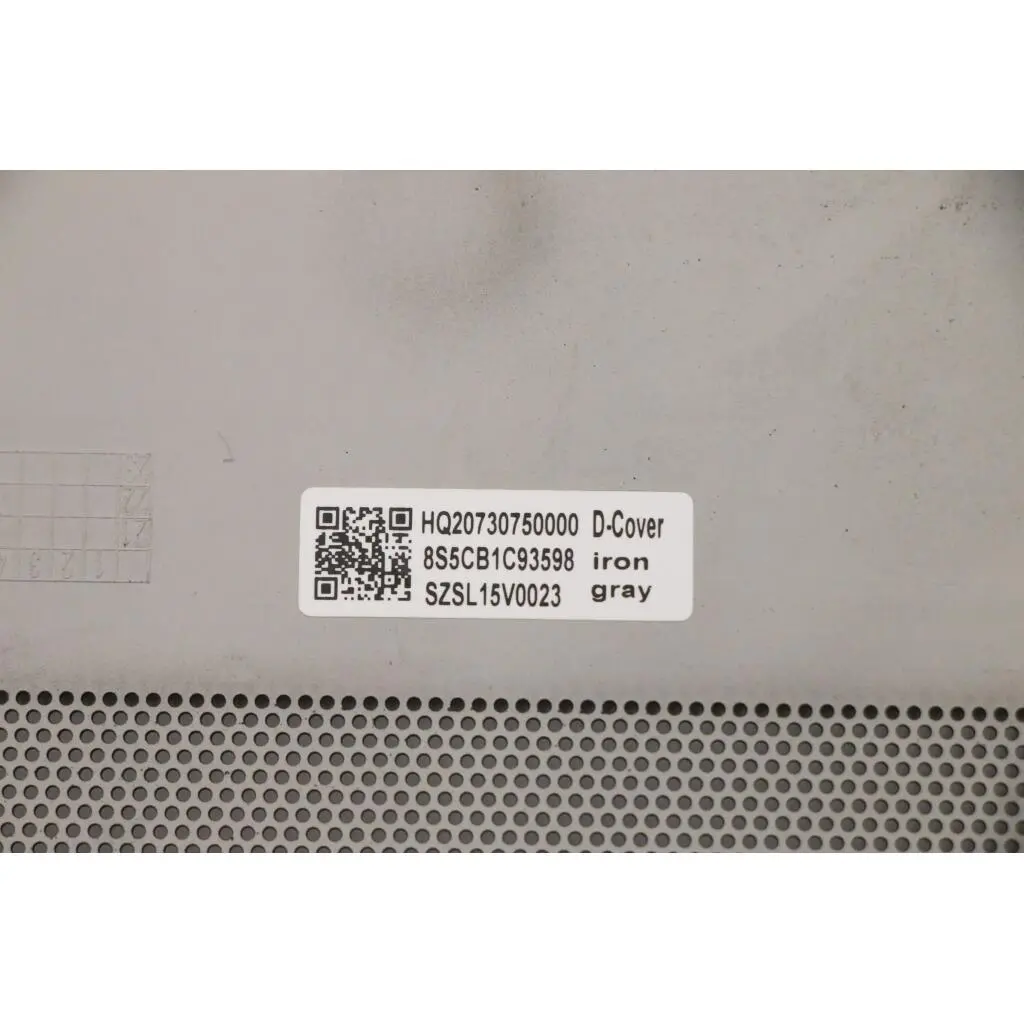 HQ20730750000 D-Cover
8S5CB1C93598 iron
SZSL15V0023 gray